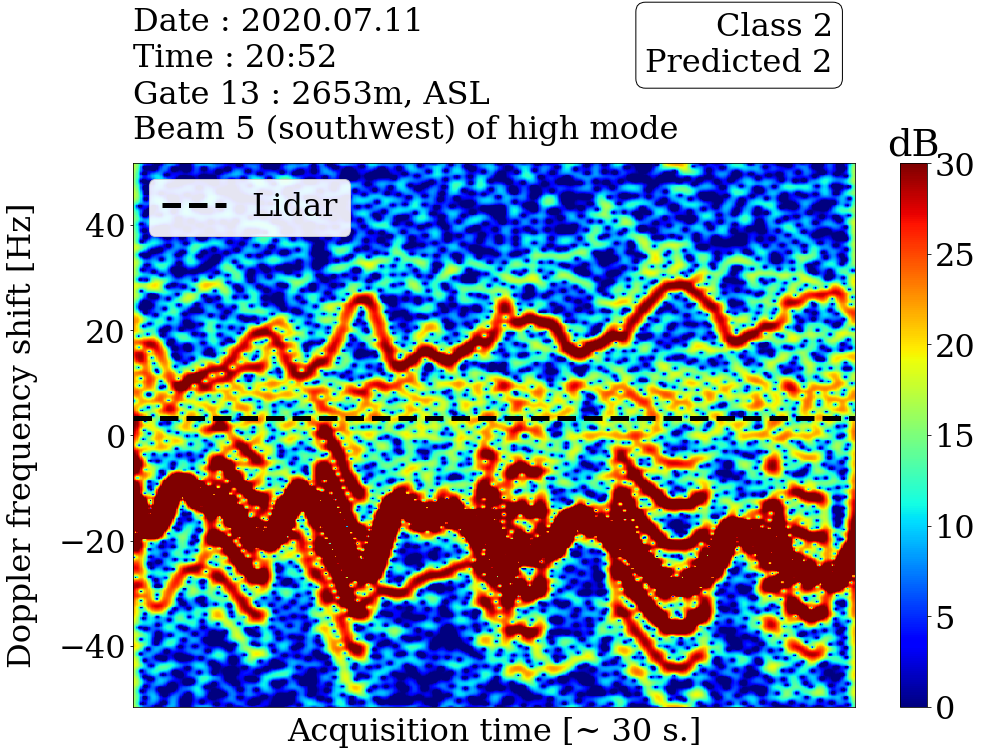 Date : 2020.07.11
Time : 20:52
Gate 13 : 2653m, ASL
Beam 5 (southwest) of high mode
Class 2
Predicted 2
dB
Lidar
Doppler frequency shift [Hz]
40
20
0
−20
−40
30
25
20
15
10
5
0
Acquisition time [~ 30 s.]